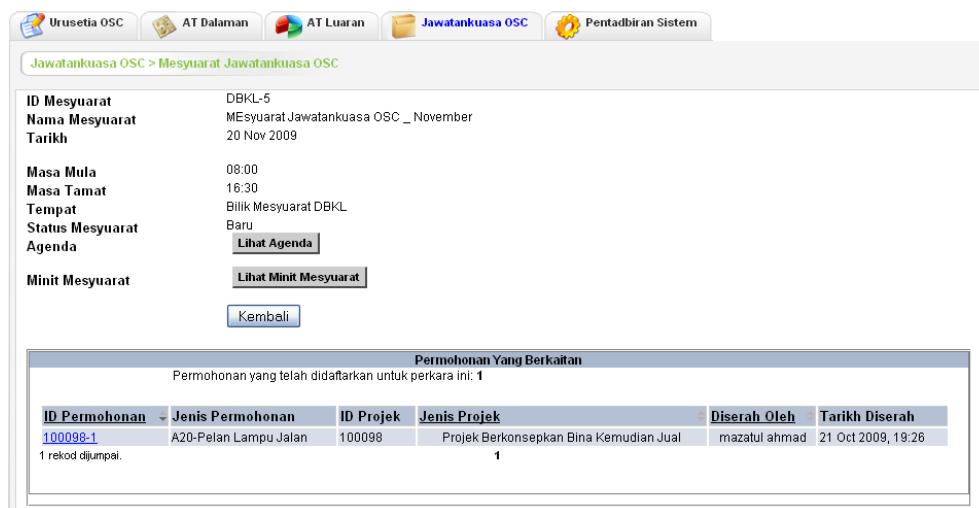 Urusetia OSC AT Dalaman AT Luaran Jawatankuasa OSC Pentadbiran Sistem
Jawatankuasa OSC > Mesyuarat Jawatankuasa OSC
ID Mesyuarat DBKL-5
Nama Mesyuarat MEsyuarat Jawatankuasa OSC _ November
Tarikh 20 Nov 2009
Masa Mula 08:00
Masa Tamat 16:30
Tempat Bilik Mesyuarat DBKL
Status Mesyuarat Baru
Agenda Lihat Agenda
Minit Mesyuarat Lihat Minit Mesyuarat
Kembali
Permohonan Yang Berkaitan
Permohonan yang telah didaftarkan untuk perkara ini: 1
ID Permohonan Jenis Permohonan ID Projek Jenis Projek Diserah Oleh Tarikh Diserah
100098-1 A20-Pelan Lampu Jalan 100098 Projek Berkonsepkan Bina Kemudian Jual mazatul ahmad 21 Oct 2009, 19:26
1 rekod dijumpai. 1